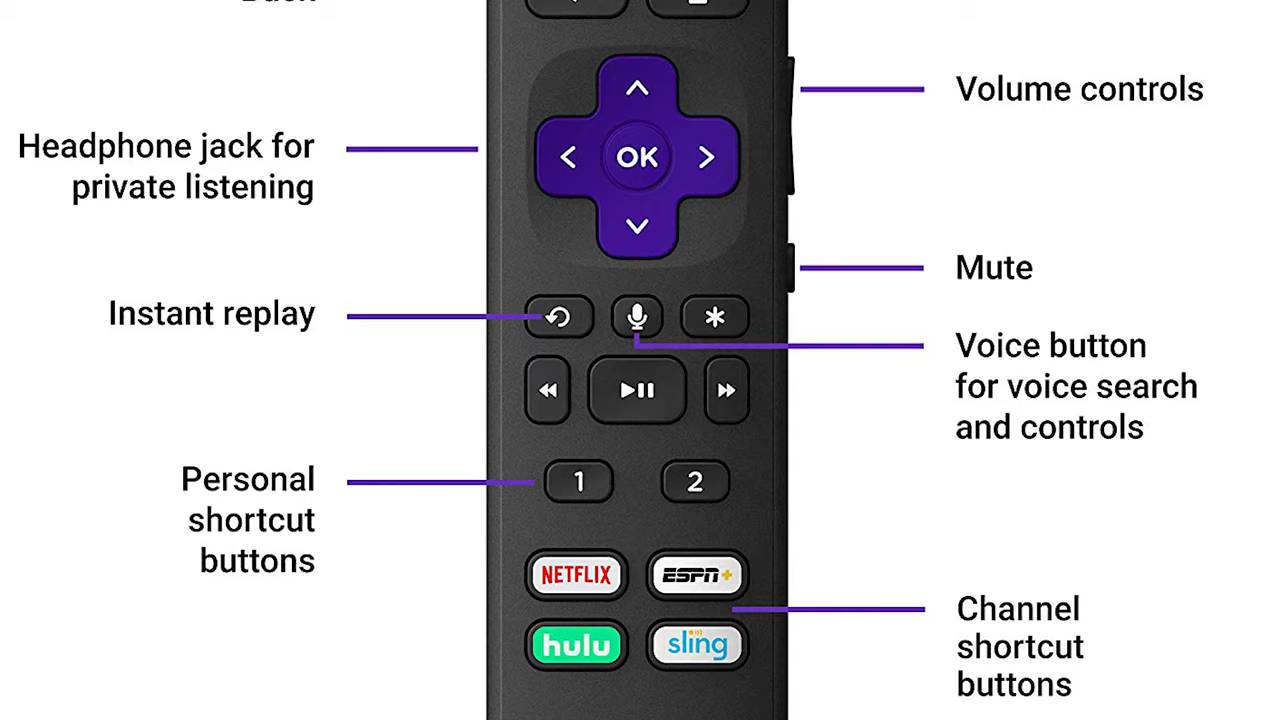 Back
Volume controls
Headphone jack for
private listening
OK
Mute
Instant replay
Voice button
for voice search
and controls
Personal
shortcut
buttons
1
2
NETFLIX
ESPN+
Channel
shortcut
buttons
hulu
sling